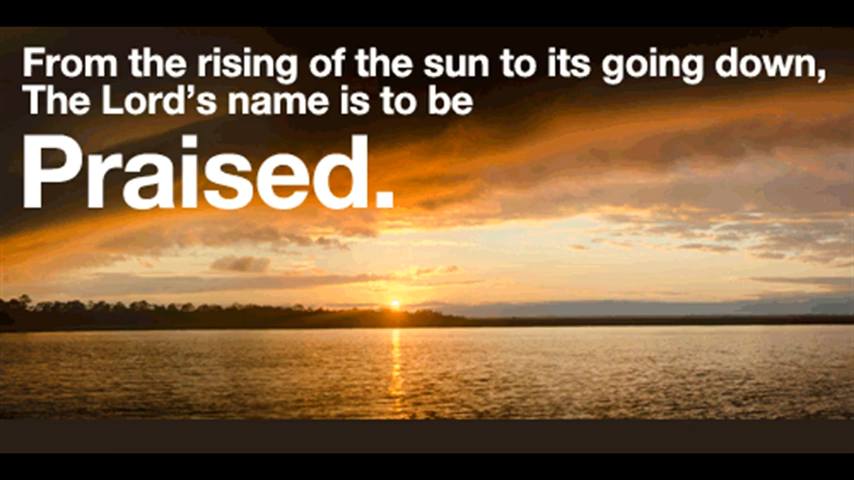 From the rising of the sun to its going down,
The Lord's name is to be
Praised.